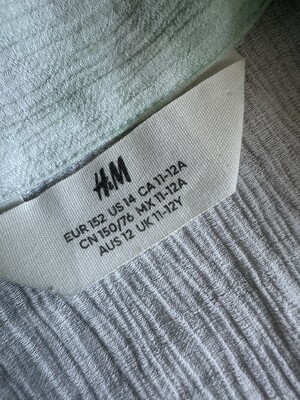 H&M
EUR 152 US 14 CA 11-12A
CN 150/76 MX 11-12A
AUS 12 UK 11-12Y